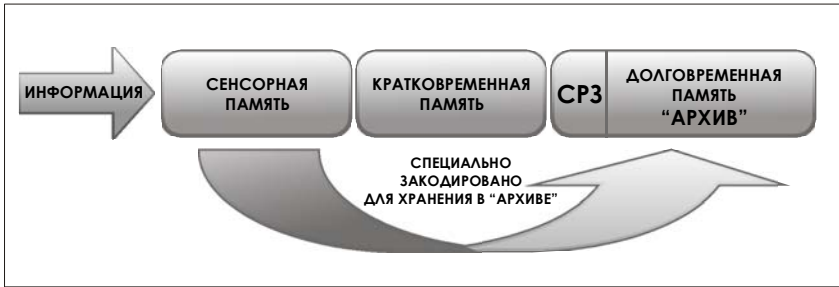 ИНФОРМАЦИЯ
СЕНСОРНАЯ
ПАМЯТЬ
КРАТКОВРЕМЕННАЯ
ПАМЯТЬ
СРЗ
ДОЛГОВРЕМЕННАЯ
ПАМЯТЬ
“АРХИВ”
СПЕЦИАЛЬНО
ЗАКОДИРОВАНО
ДЛЯ ХРАНЕНИЯ В “АРХИВЕ”